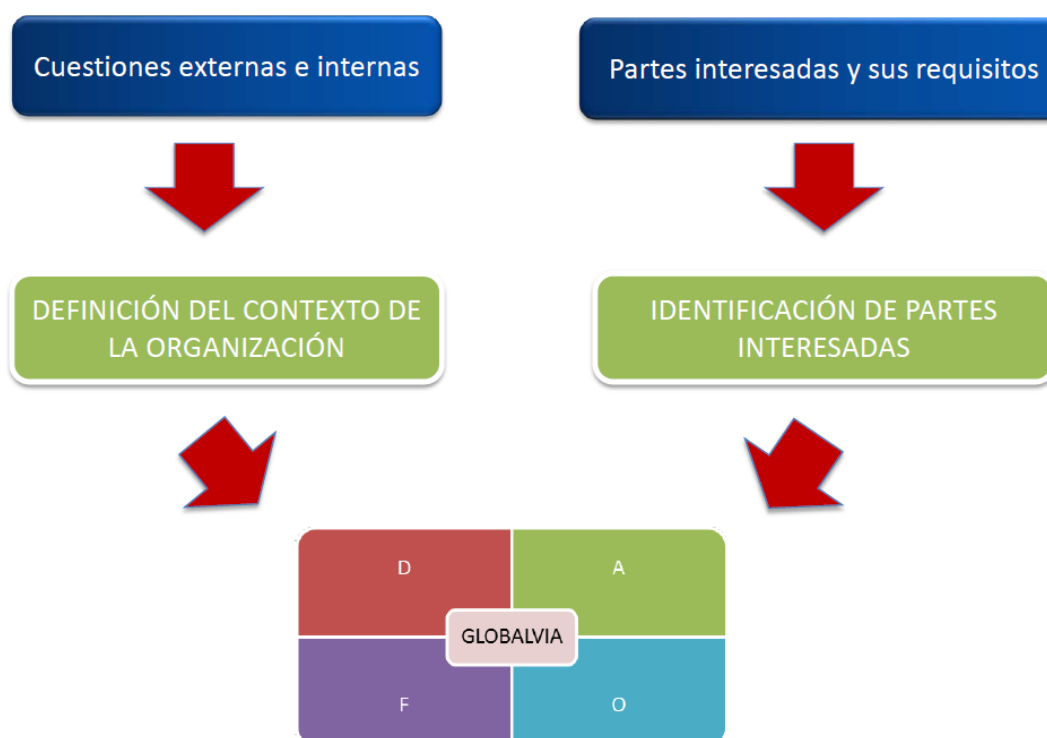 Cuestiones externas e internas
Partes interesadas y sus requisitos
DEFINICIÓN DEL CONTEXTO DE
LA ORGANIZACIÓN
IDENTIFICACIÓN DE PARTES
INTERESADAS
D
A
GLOBALVIA
F
O